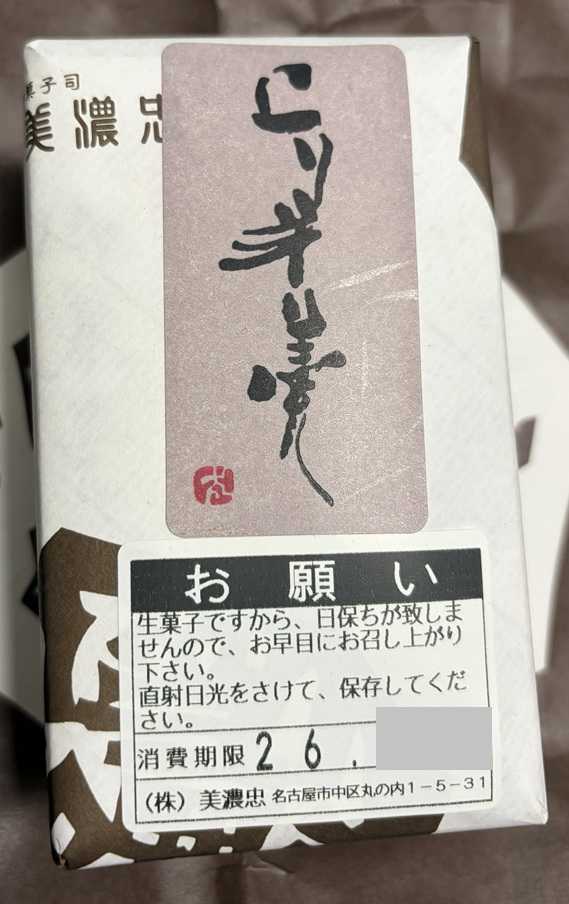 菓子司
美濃忠
上り羊羹
お願い
生菓子ですから、日保ちが致しま
せんので、お早目にお召し上がり
下さい。
直射日光をさけて、保存してくだ
さい。
消費期限 26.
(株) 美濃忠 名古屋市中区丸の内1-5-31